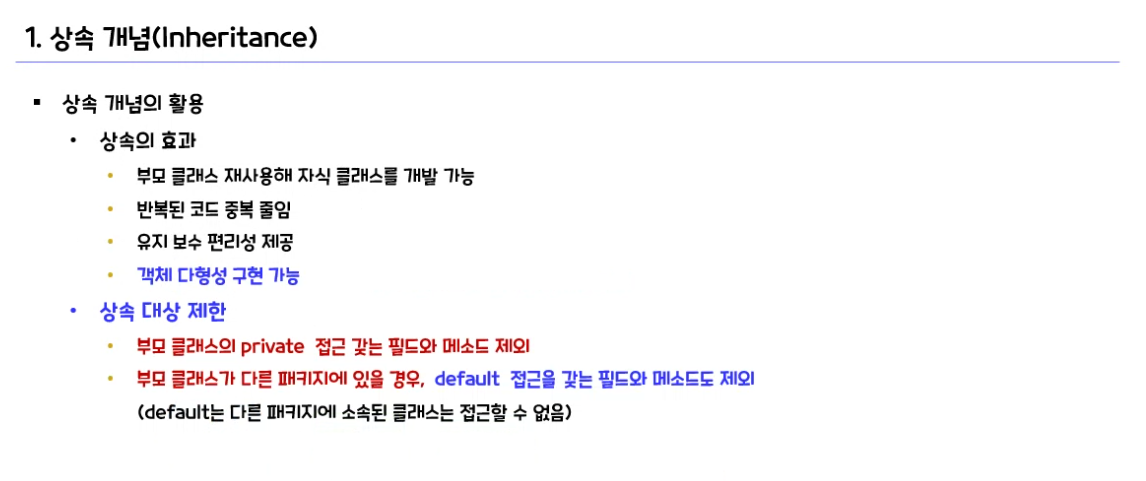 1. 상속 개념(Inheritance)
▪ 상속 개념의 활용
• 상속의 효과
• 부모 클래스 재사용해 자식 클래스를 개발 가능
• 반복된 코드 중복 줄임
• 유지 보수 편리성 제공
• 객체 다형성 구현 가능
• 상속 대상 제한
• 부모 클래스의 private 접근 갖는 필드와 메소드 제외
• 부모 클래스가 다른 패키지에 있을 경우, default 접근을 갖는 필드와 메소드도 제외
(default는 다른 패키지에 소속된 클래스는 접근할 수 없음)